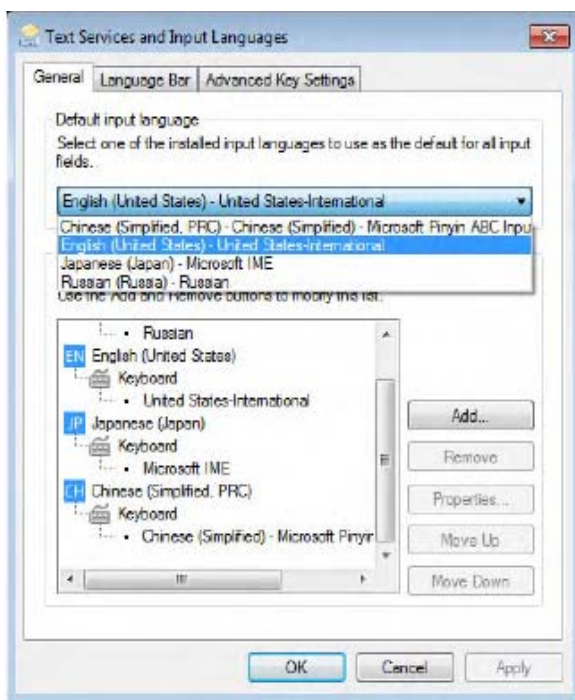 Text Services and Input Languages
General
Language Bar
Advanced Key Settings
Default input language
Select one of the installed input languages to use as the default for all input
fields.
English (United States) - United States-International
Chinese (Simplified, PRC) - Chinese (Simplified) - Microsoft Pinyin ABC Inpu
English (United States) - United States-International
Japanese (Japan) - Microsoft IME
Russian (Russia) - Russian
Use the Add and Remove buttons to modify this list.
Russian
EN English (United States)
Keyboard
United States-International
JP Japanese (Japan)
Keyboard
Microsoft IME
CH Chinese (Simplified, PRC)
Keyboard
Chinese (Simplified) - Microsoft Pinyin
Add...
Remove
Properties...
Move Up
Move Down
OK
Cancel
Apply